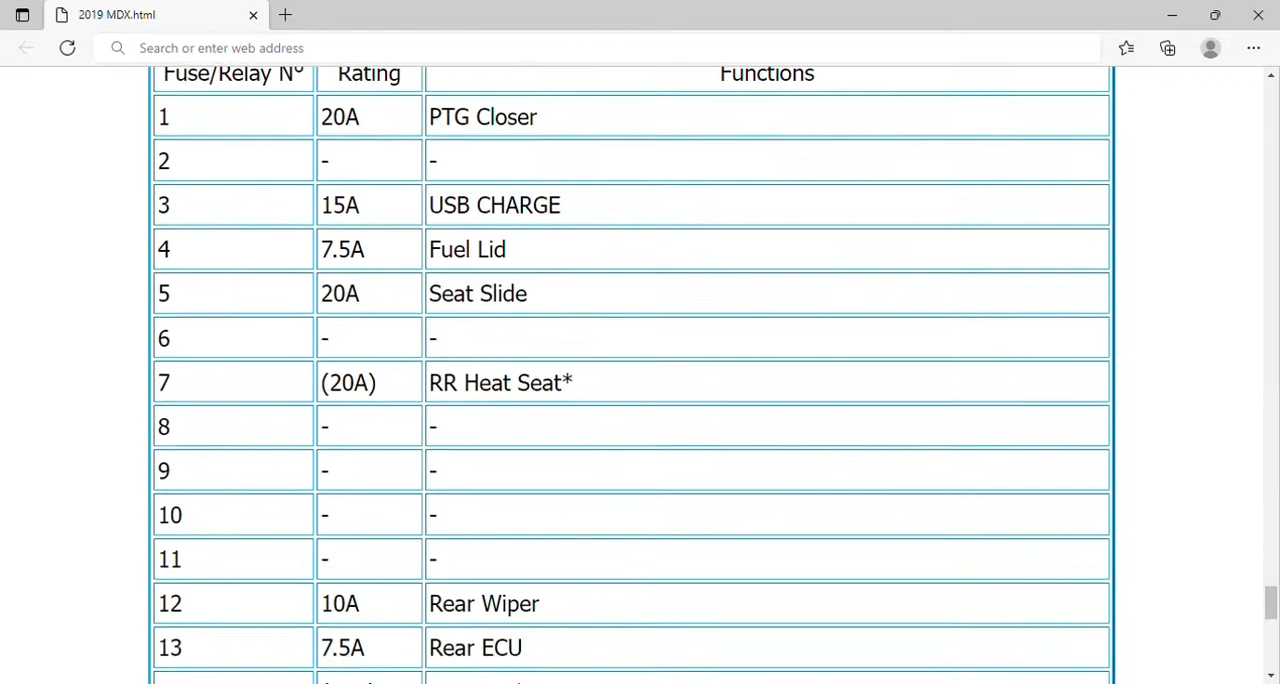 2019 MDX.html
Search or enter web address
Fuse/Relay Nº Rating Functions
1 20A PTG Closer
2 - -
3 15A USB CHARGE
4 7.5A Fuel Lid
5 20A Seat Slide
6 - -
7 (20A) RR Heat Seat*
8 - -
9 - -
10 - -
11 - -
12 10A Rear Wiper
13 7.5A Rear ECU